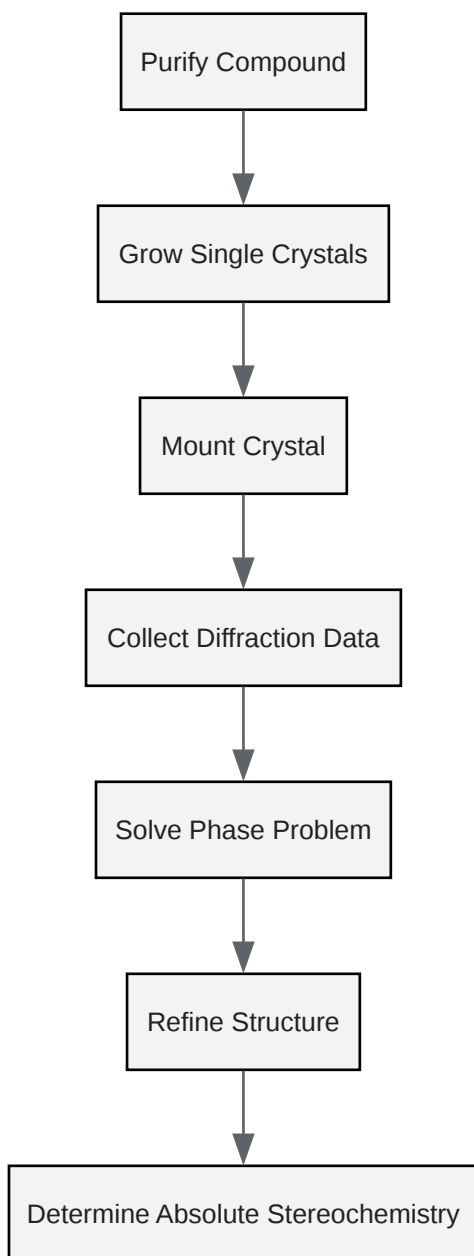 Purify Compound
Grow Single Crystals
Mount Crystal
Collect Diffraction Data
Solve Phase Problem
Refine Structure
Determine Absolute Stereochemistry